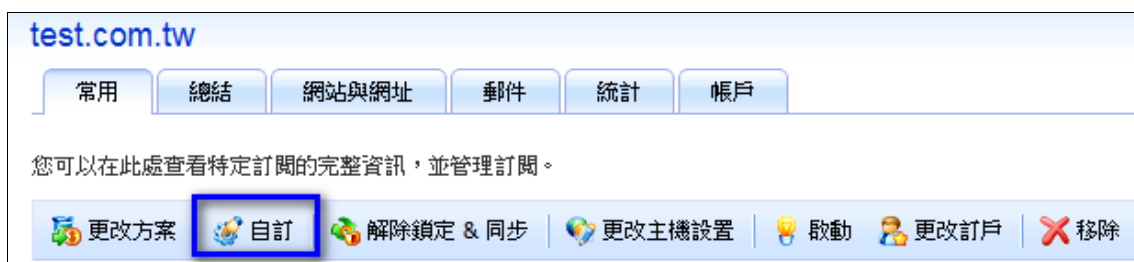 test.com.tw
常用 總結 網站與網址 郵件 統計 帳戶
您可以在此處查看特定訂閱的完整資訊，並管理訂閱。
更改方案 自訂 解除鎖定 & 同步 更改主機設置 啟動 更改訂戶 移除